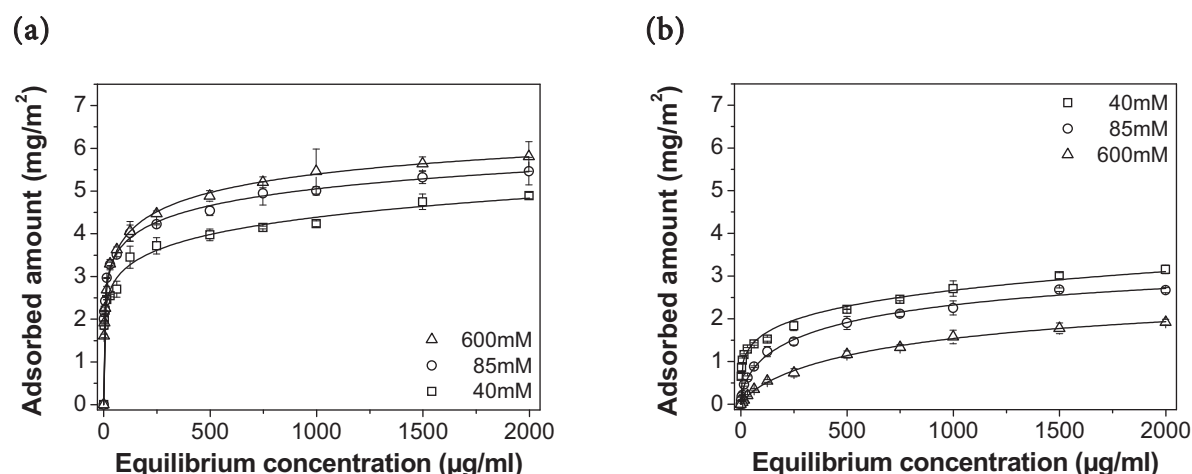 (a)
Adsorbed amount (mg/m²)
7
6
5
4
3
2
1
0
600mM
85mM
40mM
0 500 1000 1500 2000
Equilibrium concentration (µg/ml)
(b)
Adsorbed amount (mg/m²)
7
6
5
4
3
2
1
0
40mM
85mM
600mM
0 500 1000 1500 2000
Equilibrium concentration (µg/ml)